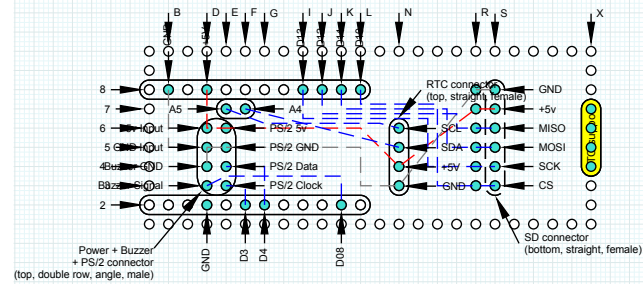 B D E F G I J K L N R S X
GND +5V D13 D12 D11 D10
8
RTC connector
(top, straight, female)
GND
7 A5 A4 +5v
6 +5v Input PS/2 5v SCL MISO
5 GND Input PS/2 GND SDA MOSI
4 Buzzer GND PS/2 Data +5V SCK
3 Buzzer Signal PS/2 Clock GND CS
2
Power + Buzzer
+ PS/2 connector
(top, double row, angle, male)
GND D3 D4 D08
SD connector
(bottom, straight, female)